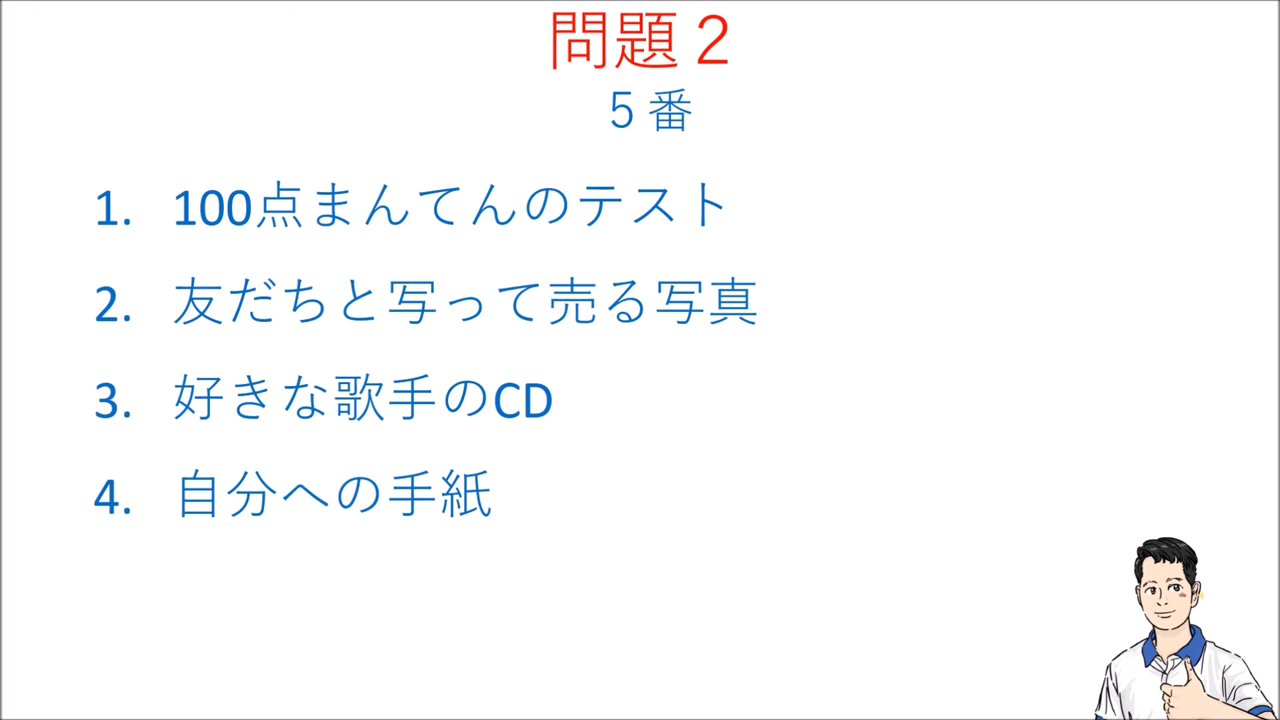 問題２
５番
1. 100点まんてんのテスト
2. 友だちと写って売る写真
3. 好きな歌手のCD
4. 自分への手紙